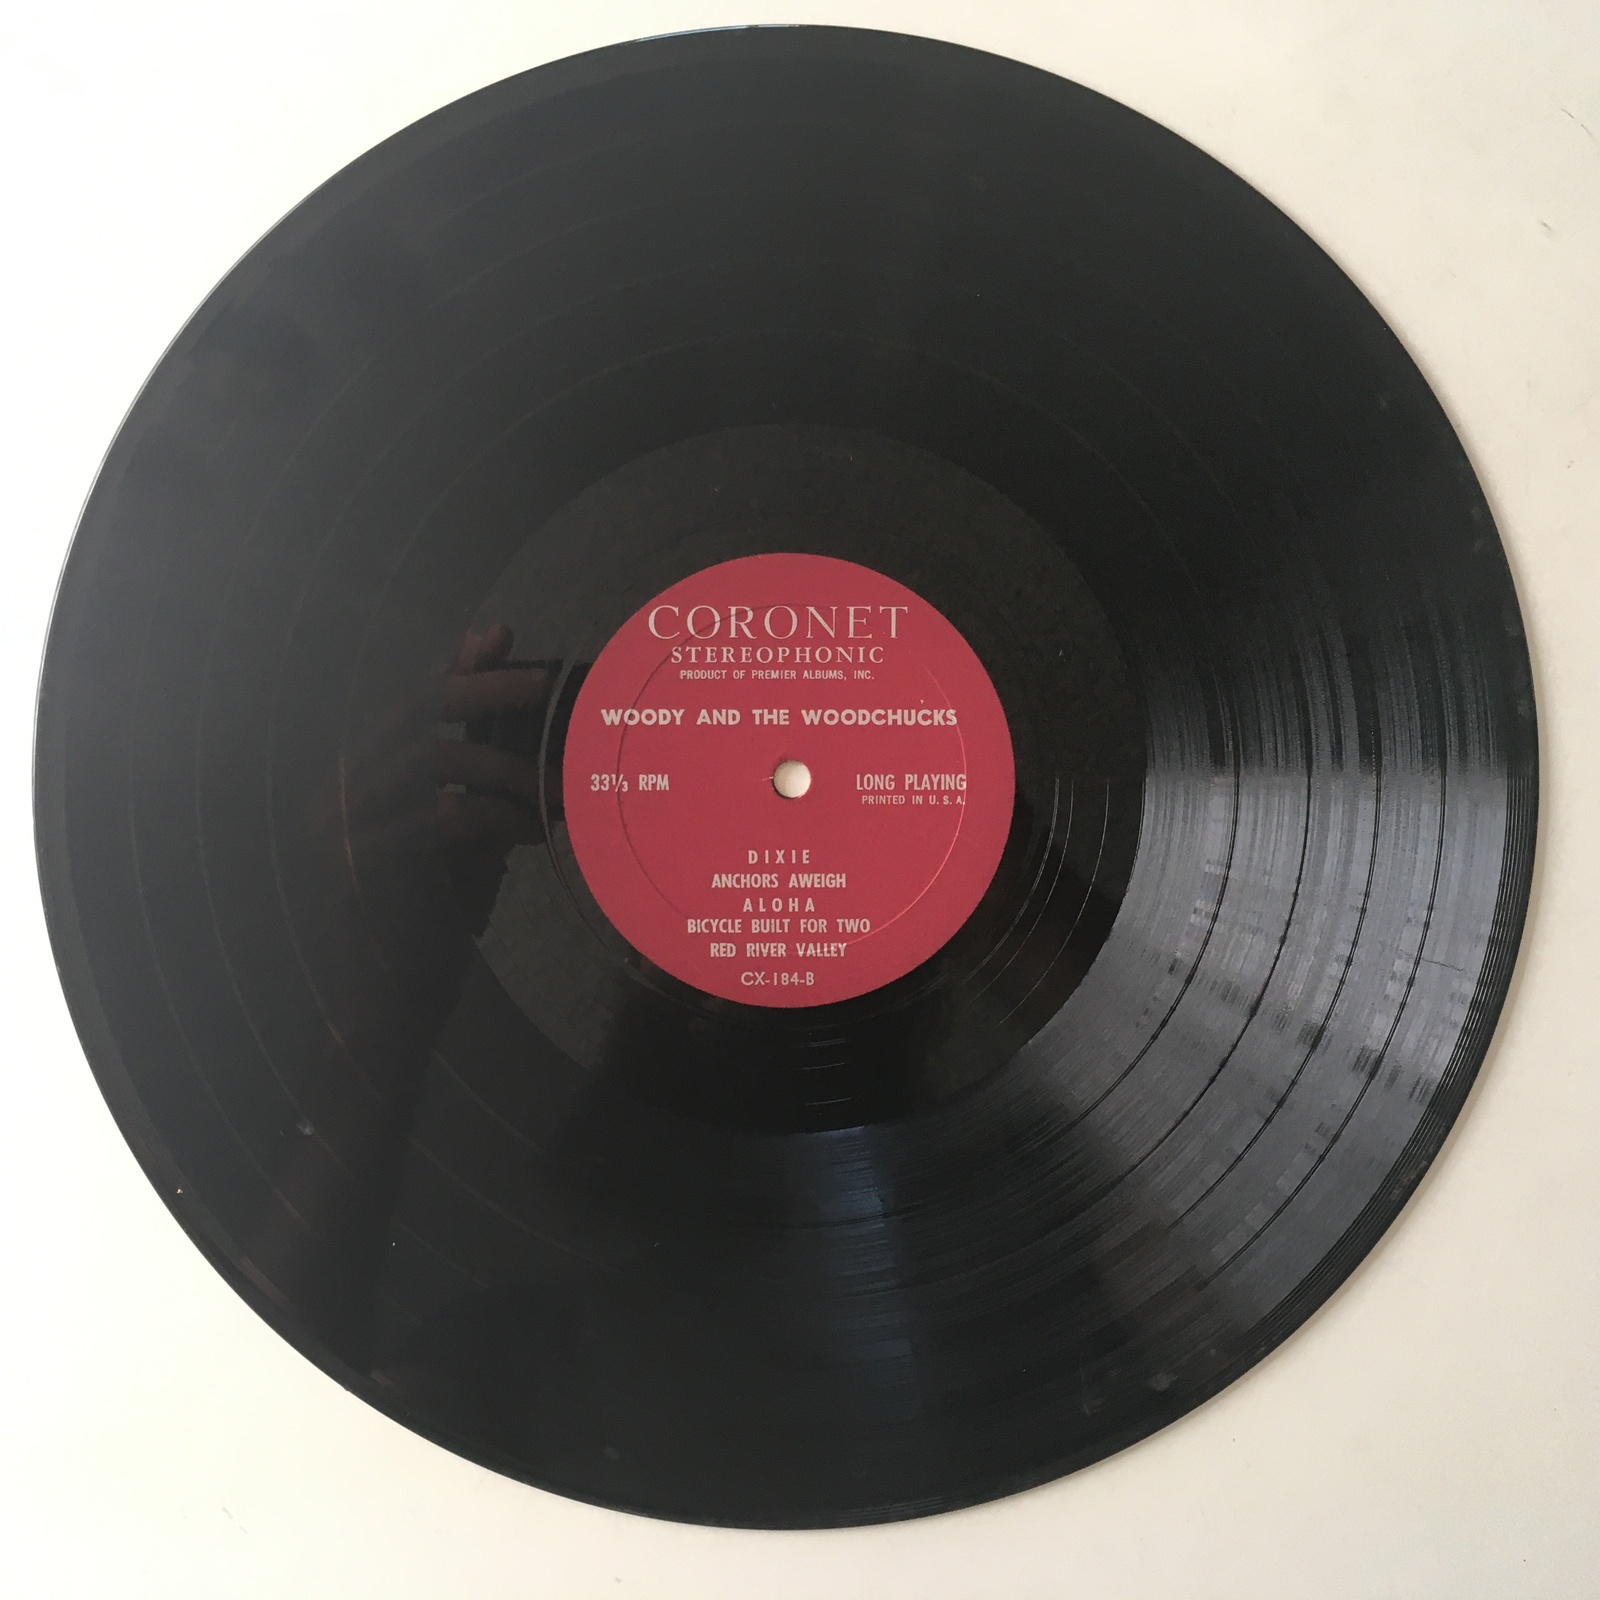 CORONET
STEREOPHONIC
PRODUCT OF PREMIER ALBUMS, INC.
WOODY AND THE WOODCHUCKS
33⅓ RPM
LONG PLAYING
PRINTED IN U.S.A.
DIXIE
ANCHORS AWEIGH
ALOHA
BICYCLE BUILT FOR TWO
RED RIVER VALLEY
CX-184-B